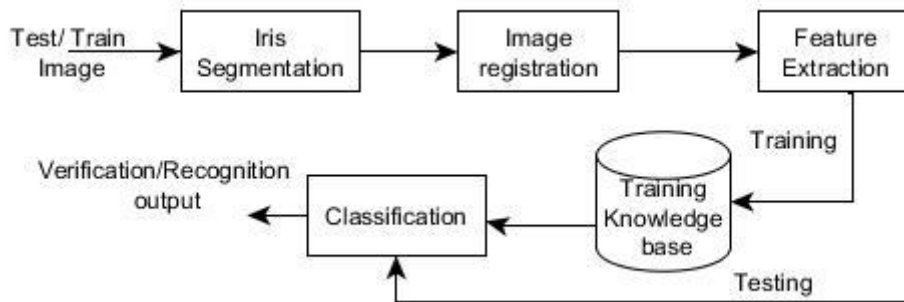 Test/ Train
Image
Iris
Segmentation
Image
registration
Feature
Extraction
Training
Verification/Recognition
output
Classification
Training
Knowledge
base
Testing